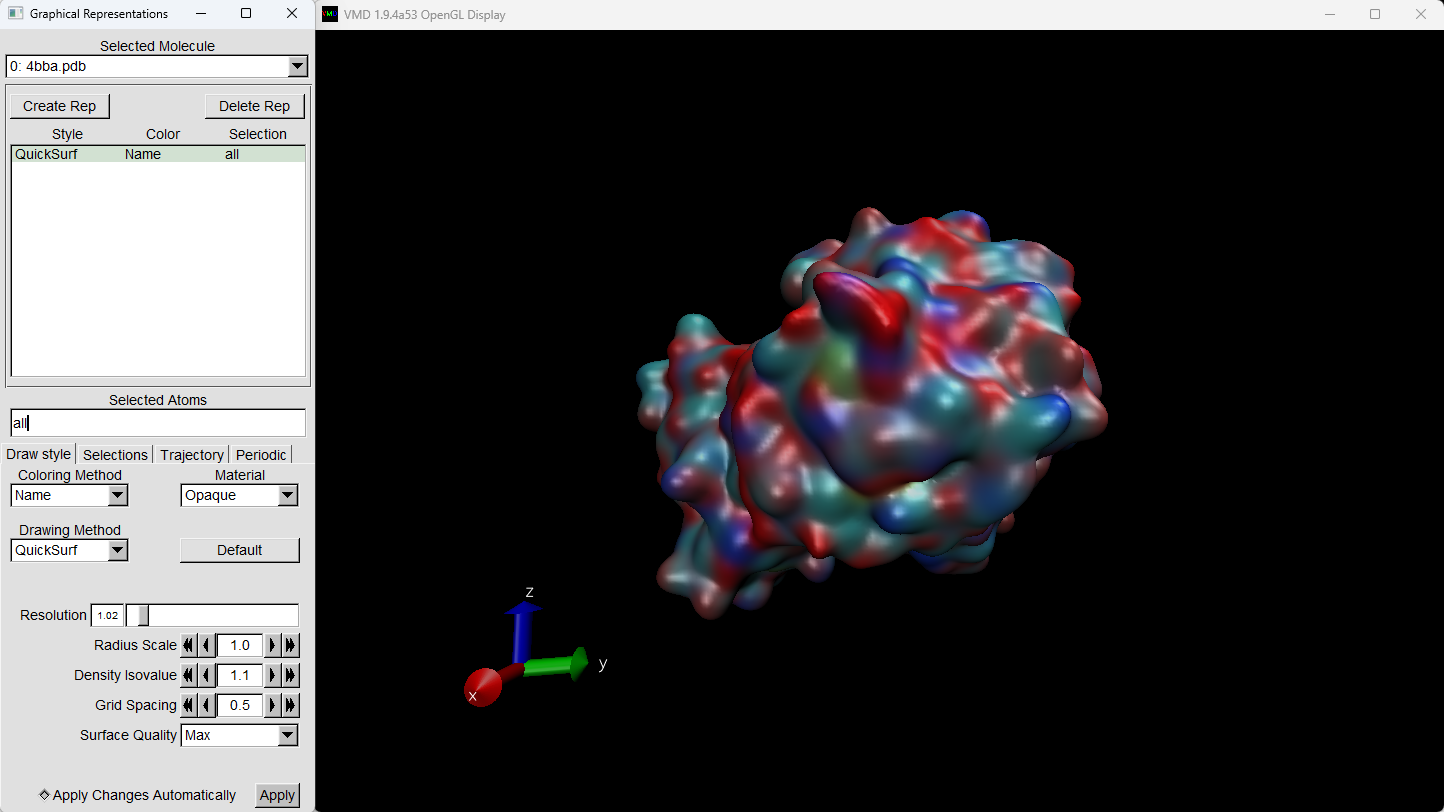 Graphical Representations
VMD 1.9.4a53 OpenGL Display
Selected Molecule
0: 4bba.pdb
Create Rep Delete Rep
Style Color Selection
QuickSurf Name all
Selected Atoms
all
Draw style Selections Trajectory Periodic
Coloring Method Material
Name Opaque
Drawing Method
QuickSurf Default
Resolution 1.02
Radius Scale 1.0
Density Isovalue 1.1
Grid Spacing 0.5
Surface Quality Max
Apply Changes Automatically Apply
z
y
x